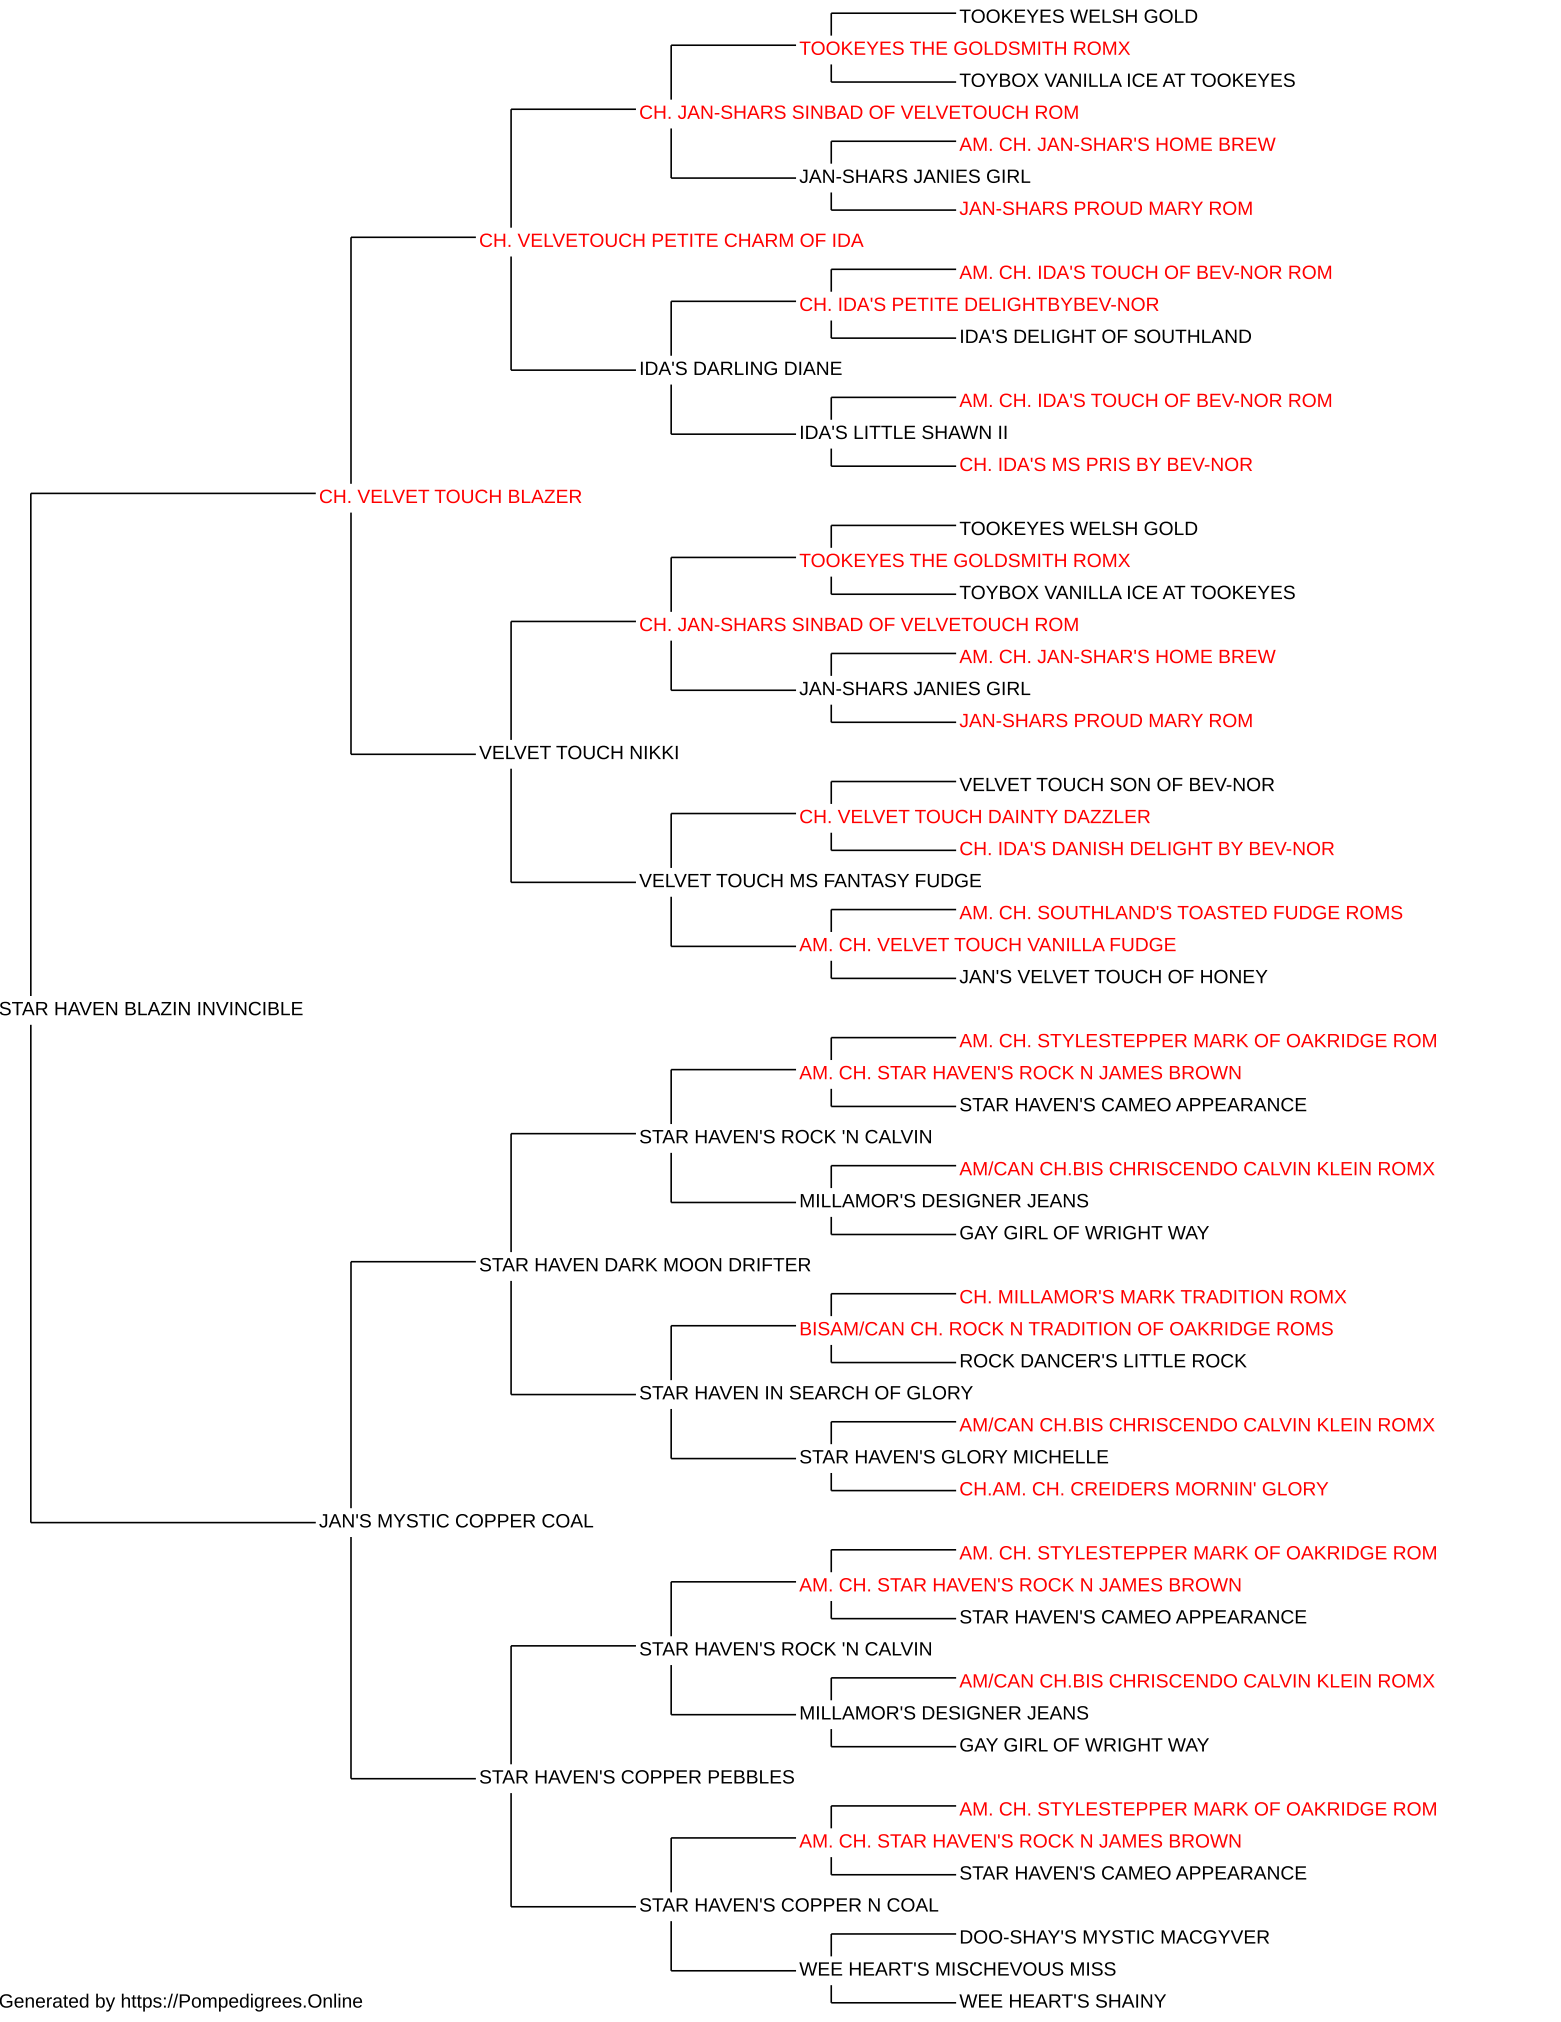 TOOKEYES WELSH GOLD
TOOKEYES THE GOLDSMITH ROMX
TOYBOX VANILLA ICE AT TOOKEYES
CH. JAN-SHARS SINBAD OF VELVETOUCH ROM
AM. CH. JAN-SHAR'S HOME BREW
JAN-SHARS JANIES GIRL
JAN-SHARS PROUD MARY ROM
CH. VELVETOUCH PETITE CHARM OF IDA
AM. CH. IDA'S TOUCH OF BEV-NOR ROM
CH. IDA'S PETITE DELIGHTBYBEV-NOR
IDA'S DELIGHT OF SOUTHLAND
IDA'S DARLING DIANE
AM. CH. IDA'S TOUCH OF BEV-NOR ROM
IDA'S LITTLE SHAWN II
CH. IDA'S MS PRIS BY BEV-NOR
CH. VELVET TOUCH BLAZER
TOOKEYES WELSH GOLD
TOOKEYES THE GOLDSMITH ROMX
TOYBOX VANILLA ICE AT TOOKEYES
CH. JAN-SHARS SINBAD OF VELVETOUCH ROM
AM. CH. JAN-SHAR'S HOME BREW
JAN-SHARS JANIES GIRL
JAN-SHARS PROUD MARY ROM
VELVET TOUCH NIKKI
VELVET TOUCH SON OF BEV-NOR
CH. VELVET TOUCH DAINTY DAZZLER
CH. IDA'S DANISH DELIGHT BY BEV-NOR
VELVET TOUCH MS FANTASY FUDGE
AM. CH. SOUTHLAND'S TOASTED FUDGE ROMS
AM. CH. VELVET TOUCH VANILLA FUDGE
JAN'S VELVET TOUCH OF HONEY
STAR HAVEN BLAZIN INVINCIBLE
AM. CH. STYLESTEPPER MARK OF OAKRIDGE ROM
AM. CH. STAR HAVEN'S ROCK N JAMES BROWN
STAR HAVEN'S CAMEO APPEARANCE
STAR HAVEN'S ROCK 'N CALVIN
AM/CAN CH.BIS CHRISCENDO CALVIN KLEIN ROMX
MILLAMOR'S DESIGNER JEANS
GAY GIRL OF WRIGHT WAY
STAR HAVEN DARK MOON DRIFTER
CH. MILLAMOR'S MARK TRADITION ROMX
BISAM/CAN CH. ROCK N TRADITION OF OAKRIDGE ROMS
ROCK DANCER'S LITTLE ROCK
STAR HAVEN IN SEARCH OF GLORY
AM/CAN CH.BIS CHRISCENDO CALVIN KLEIN ROMX
STAR HAVEN'S GLORY MICHELLE
CH.AM. CH. CREIDERS MORNIN' GLORY
JAN'S MYSTIC COPPER COAL
AM. CH. STYLESTEPPER MARK OF OAKRIDGE ROM
AM. CH. STAR HAVEN'S ROCK N JAMES BROWN
STAR HAVEN'S CAMEO APPEARANCE
STAR HAVEN'S ROCK 'N CALVIN
AM/CAN CH.BIS CHRISCENDO CALVIN KLEIN ROMX
MILLAMOR'S DESIGNER JEANS
GAY GIRL OF WRIGHT WAY
STAR HAVEN'S COPPER PEBBLES
AM. CH. STYLESTEPPER MARK OF OAKRIDGE ROM
AM. CH. STAR HAVEN'S ROCK N JAMES BROWN
STAR HAVEN'S CAMEO APPEARANCE
STAR HAVEN'S COPPER N COAL
DOO-SHAY'S MYSTIC MACGYVER
WEE HEART'S MISCHEVOUS MISS
WEE HEART'S SHAINY
Generated by https://Pompedigrees.Online